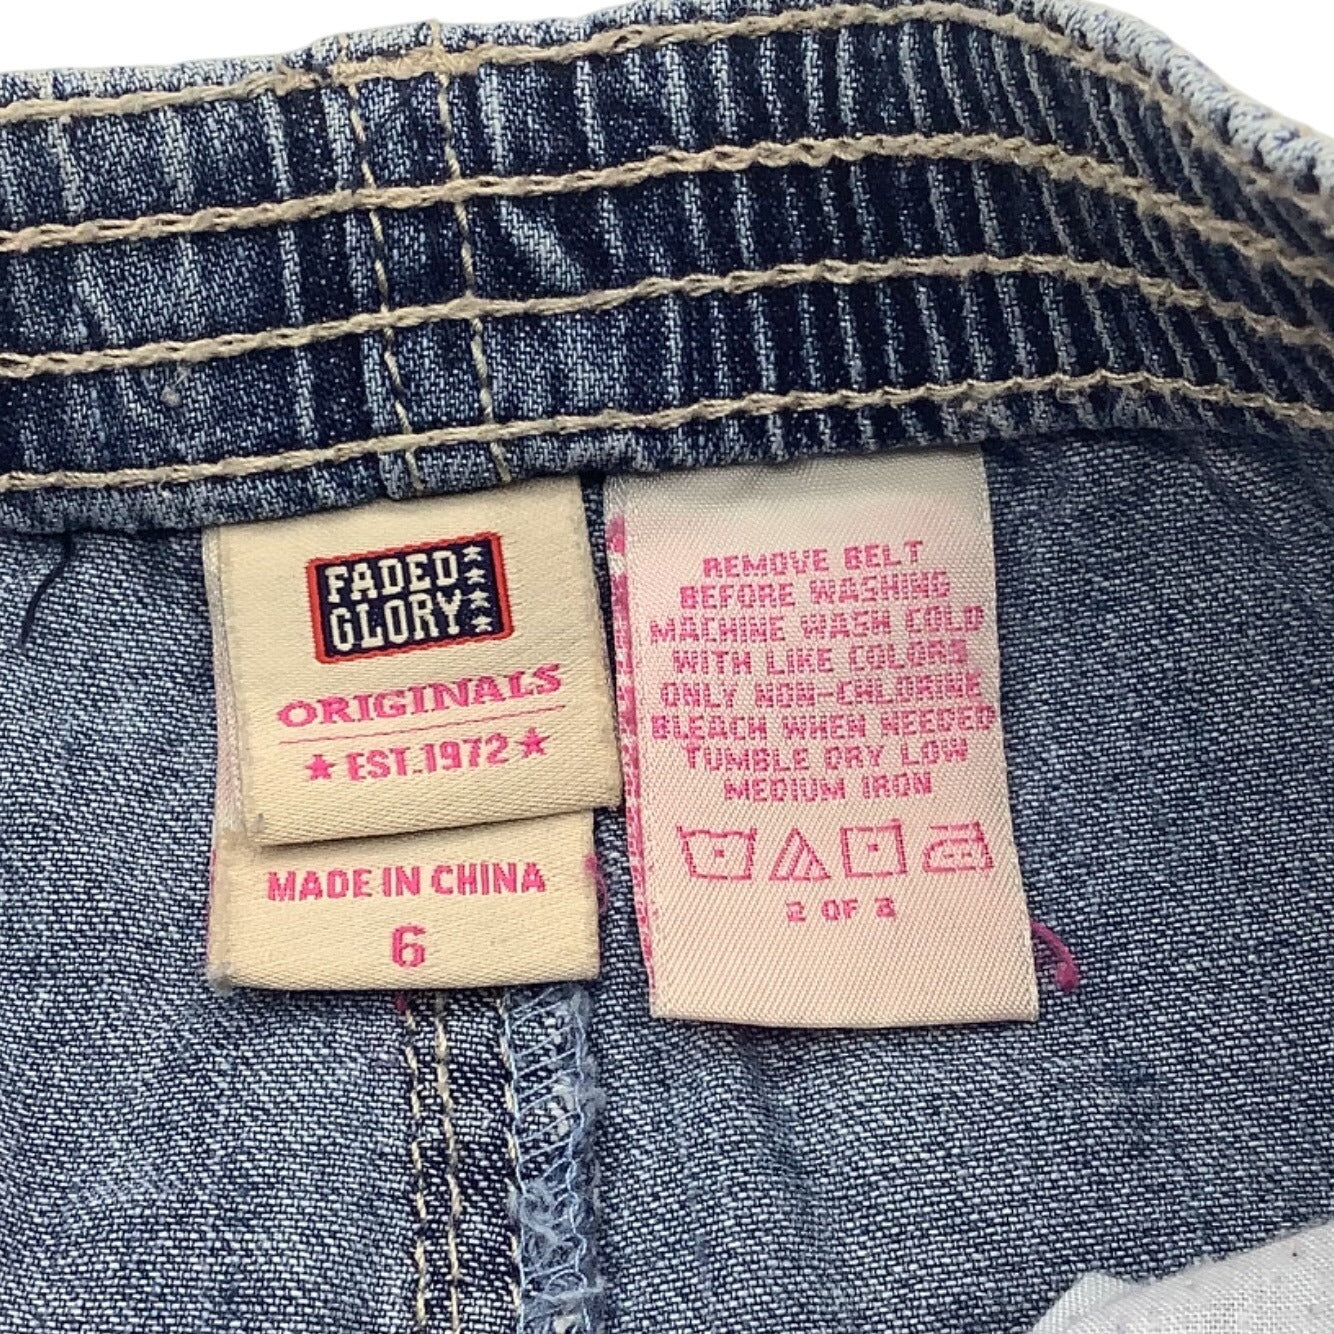 FADED
GLORY
ORIGINALS
★ EST.1972 ★
MADE IN CHINA
6
REMOVE BELT
BEFORE WASHING
MACHINE WASH COLD
WITH LIKE COLORS
ONLY NON-CHLORINE
BLEACH WHEN NEEDED
TUMBLE DRY LOW
MEDIUM IRON
2 OF 3